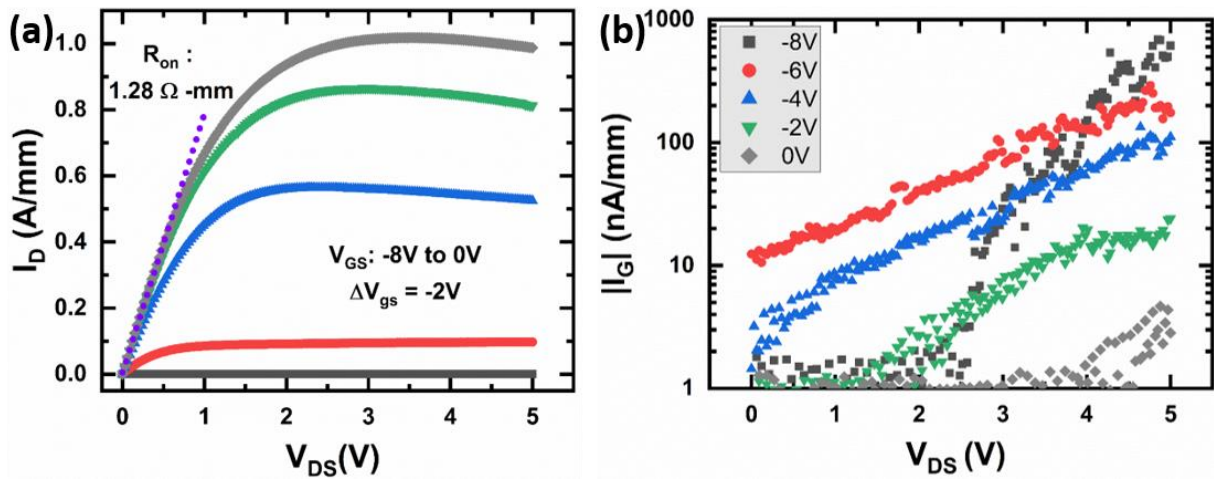 (a)
1.0
0.8
0.6
0.4
0.2
0.0
I_D (A/mm)
R_on :
1.28 Ω -mm
V_GS: -8V to 0V
ΔV_gs = -2V
0 1 2 3 4 5
V_DS(V)
(b)
1000
100
10
1
|I_G| (nA/mm)
-8V
-6V
-4V
-2V
0V
0 1 2 3 4 5
V_DS (V)